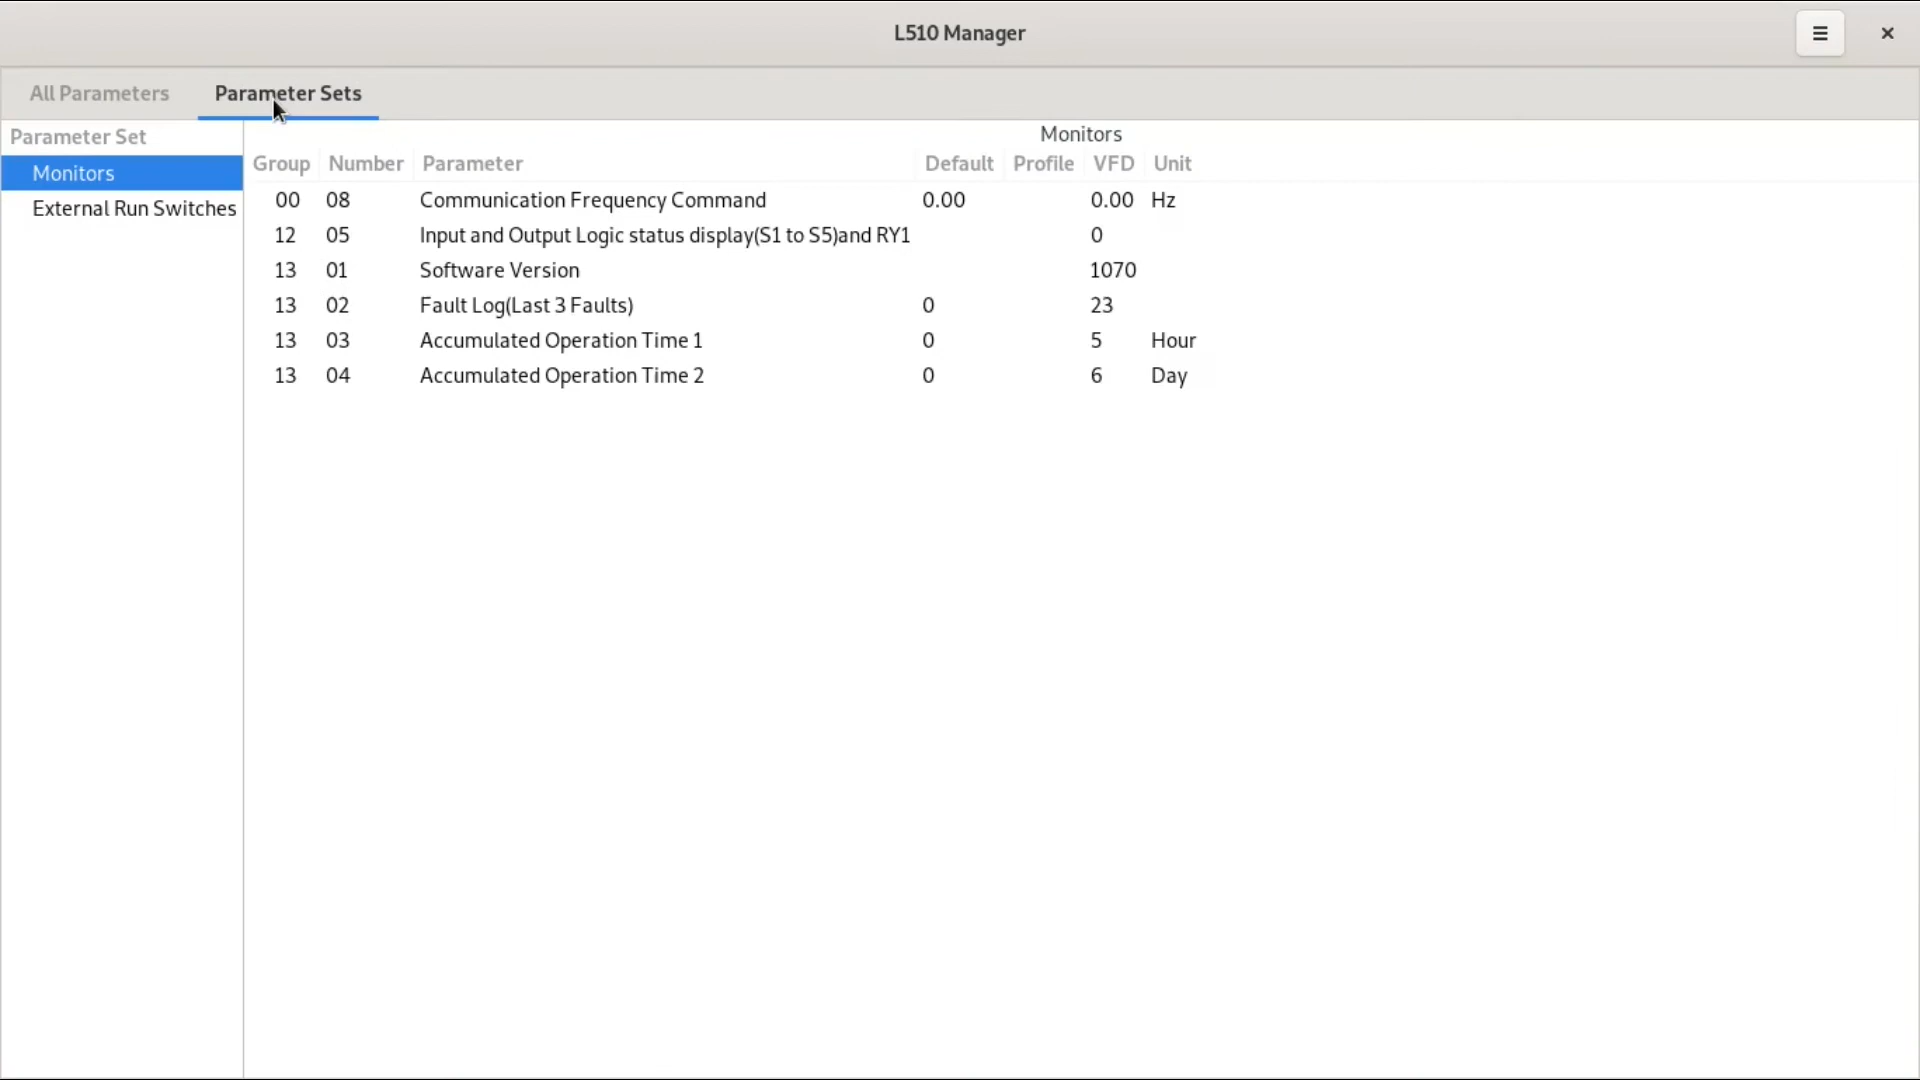 L510 Manager
All Parameters Parameter Sets
Parameter Set
Monitors
External Run Switches
Monitors
Group Number Parameter Default Profile VFD Unit
00 08 Communication Frequency Command 0.00 0.00 Hz
12 05 Input and Output Logic status display(S1 to S5)and RY1 0
13 01 Software Version 1070
13 02 Fault Log(Last 3 Faults) 0 23
13 03 Accumulated Operation Time 1 0 5 Hour
13 04 Accumulated Operation Time 2 0 6 Day